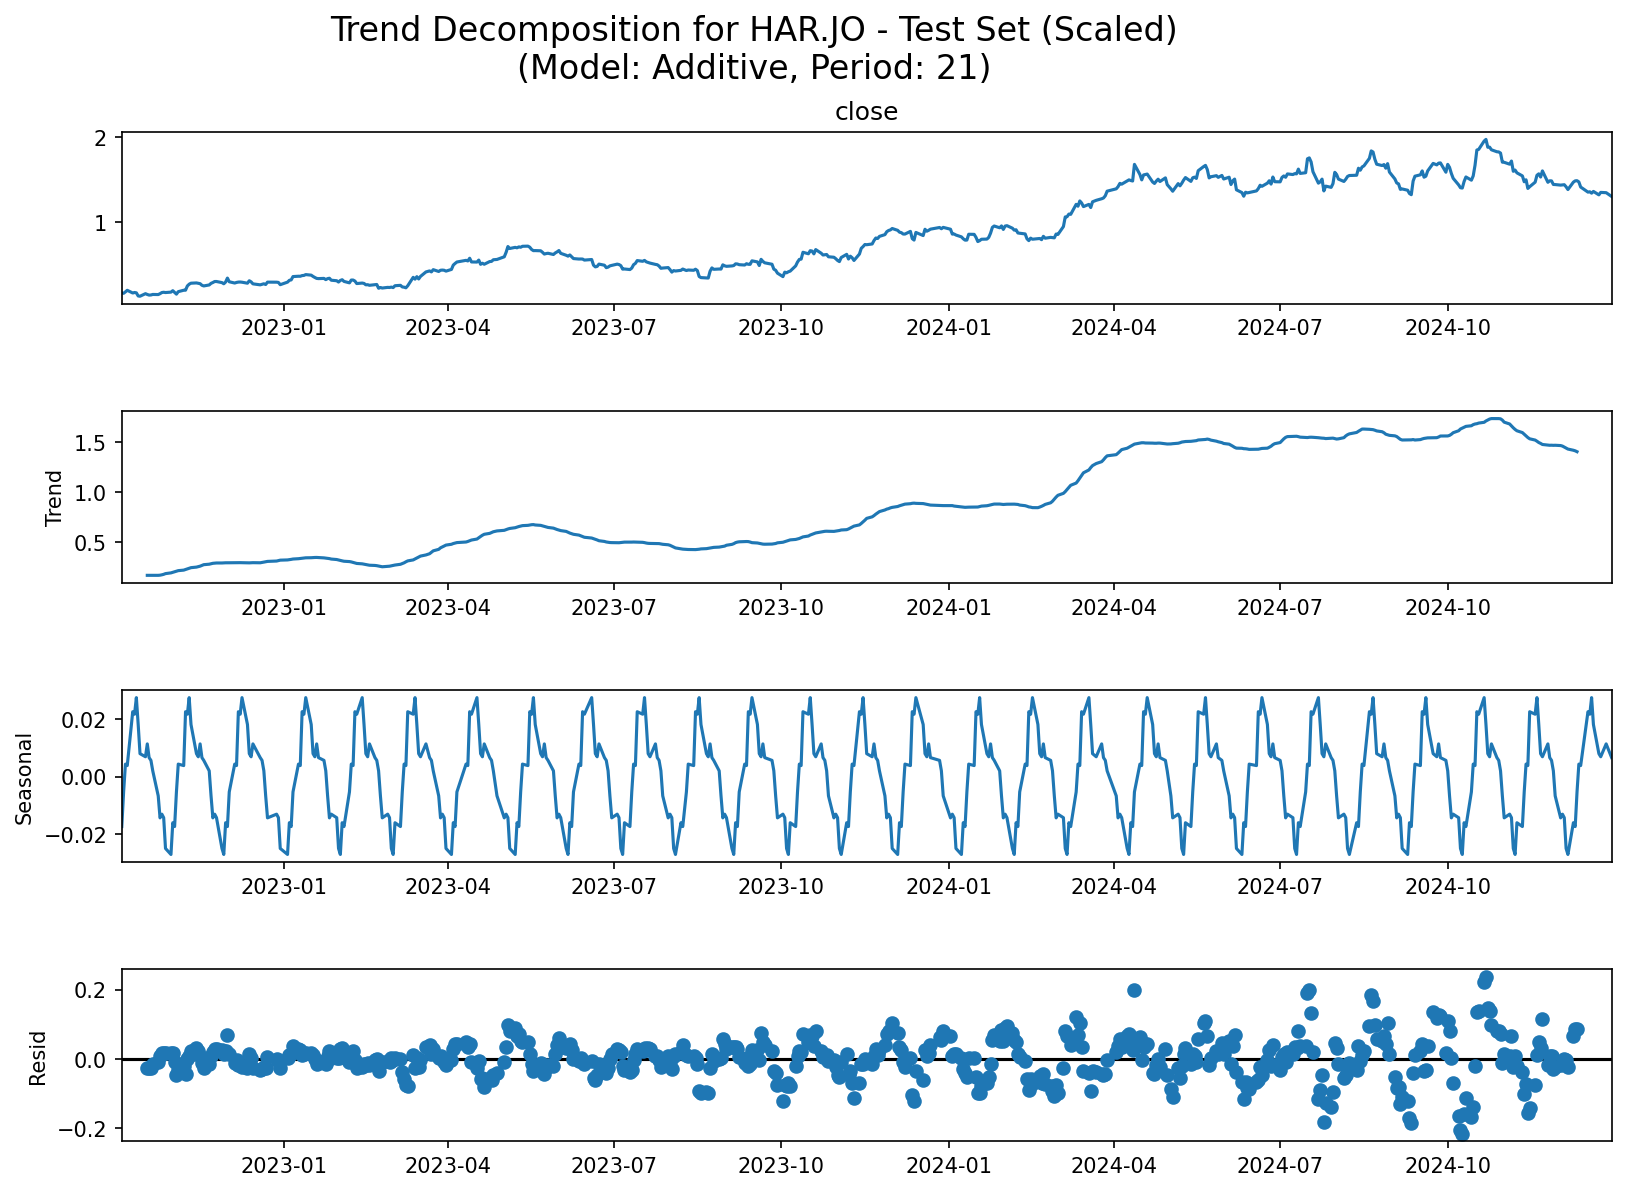 Trend Decomposition for HAR.JO - Test Set (Scaled)
(Model: Additive, Period: 21)
close
2
1
2023-01 2023-04 2023-07 2023-10 2024-01 2024-04 2024-07 2024-10
Trend
1.5
1.0
0.5
2023-01 2023-04 2023-07 2023-10 2024-01 2024-04 2024-07 2024-10
Seasonal
0.02
0.00
−0.02
2023-01 2023-04 2023-07 2023-10 2024-01 2024-04 2024-07 2024-10
Resid
0.2
0.0
−0.2
2023-01 2023-04 2023-07 2023-10 2024-01 2024-04 2024-07 2024-10